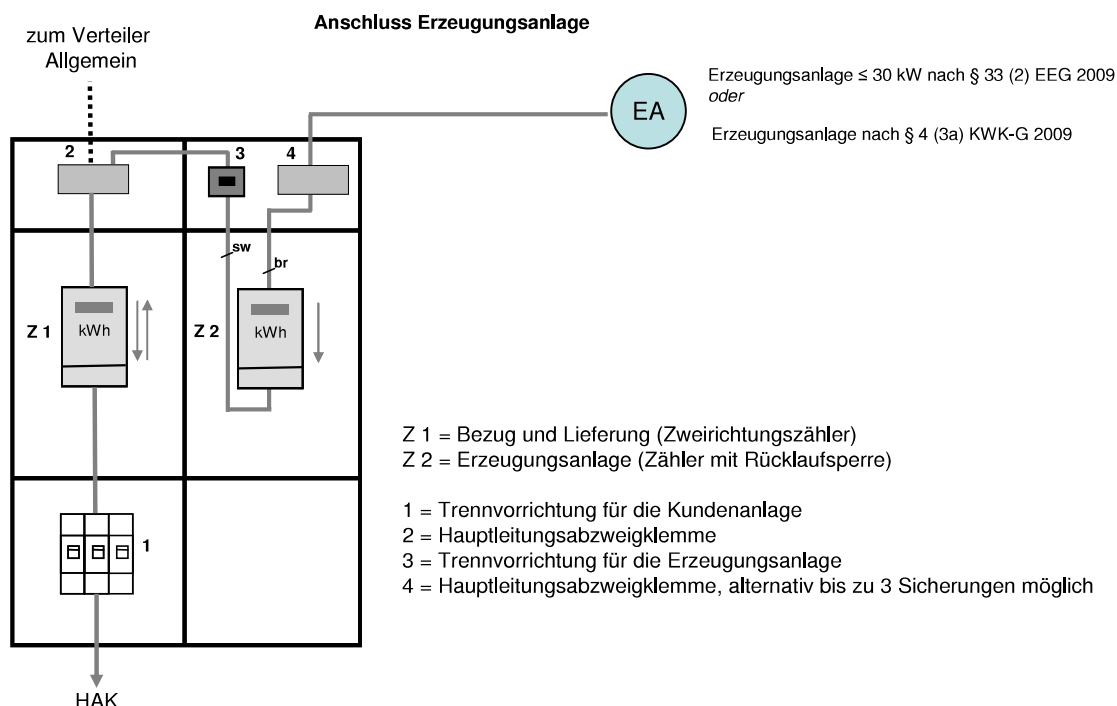 Anschluss Erzeugungsanlage
zum Verteiler
Allgemein
EA
Erzeugungsanlage ≤ 30 kW nach § 33 (2) EEG 2009
oder
Erzeugungsanlage nach § 4 (3a) KWK-G 2009
2
3
4
sw
br
Z 1
kWh
Z 2
kWh
Z 1 = Bezug und Lieferung (Zweirichtungszähler)
Z 2 = Erzeugungsanlage (Zähler mit Rücklaufsperre)
1 = Trennvorrichtung für die Kundenanlage
2 = Hauptleitungsabzweigklemme
3 = Trennvorrichtung für die Erzeugungsanlage
4 = Hauptleitungsabzweigklemme, alternativ bis zu 3 Sicherungen möglich
1
HAK